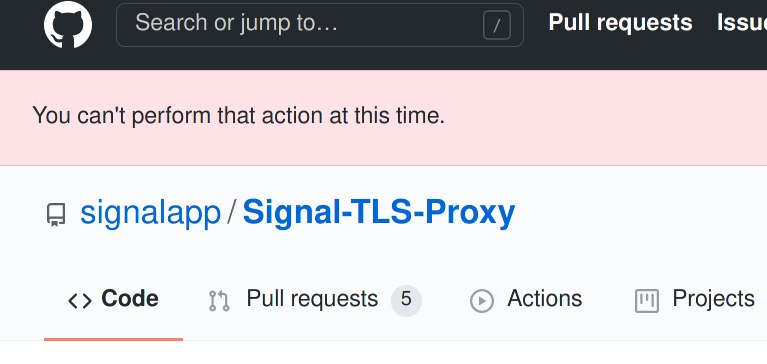 Search or jump to… / Pull requests
You can't perform that action at this time.
signalapp / Signal-TLS-Proxy
<> Code Pull requests 5 Actions Projects